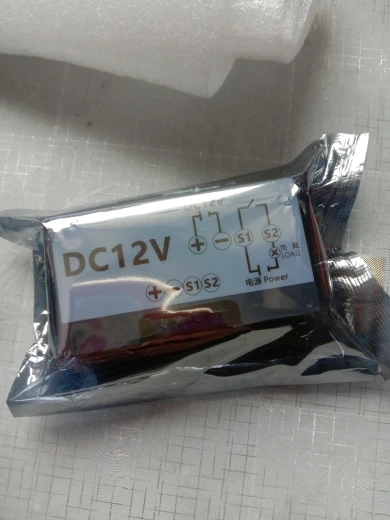 DC12V
DC12V
+ − S1 S2
负载
LOAD
电源 Power
+ − S1 S2